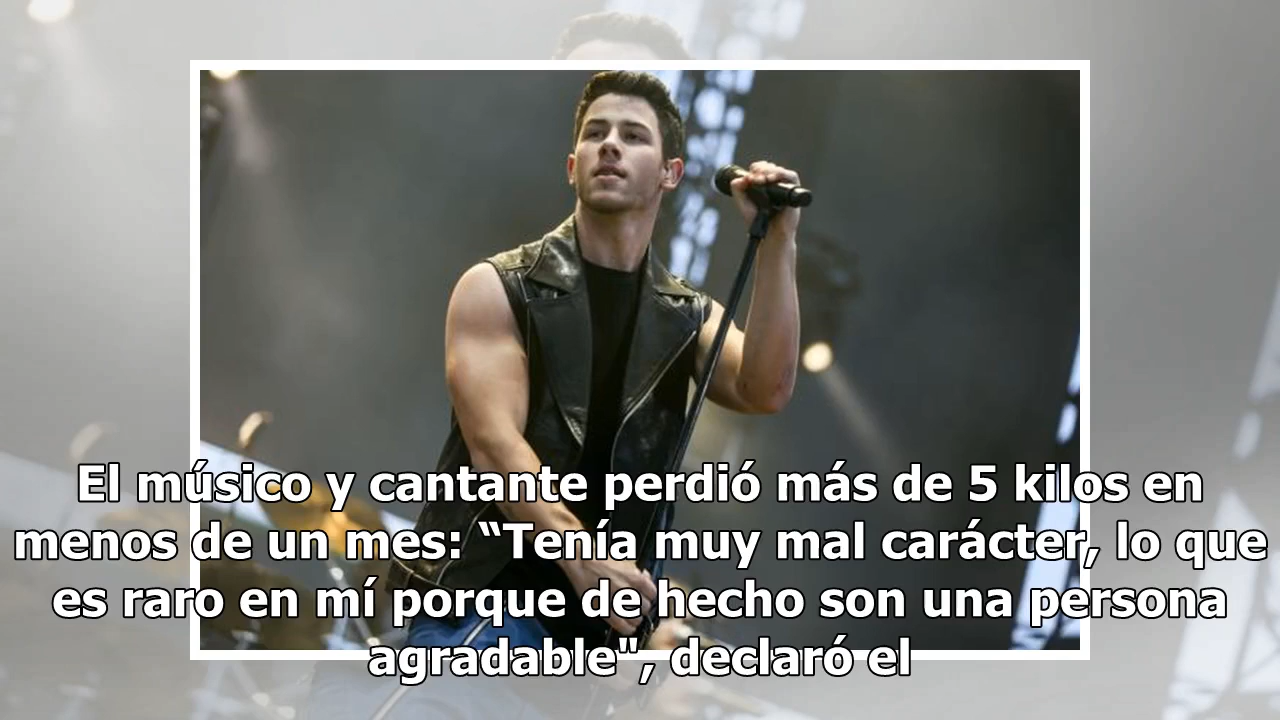 El músico y cantante perdió más de 5 kilos en
menos de un mes: “Tenía muy mal carácter, lo que
es raro en mí porque de hecho son una persona
agradable", declaró el